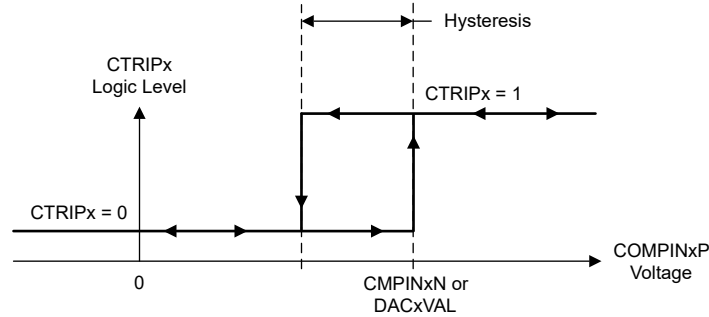 Hysteresis
CTRIPx
Logic Level
CTRIPx = 1
CTRIPx = 0
COMPINxP
Voltage
0
CMPINxN or
DACxVAL